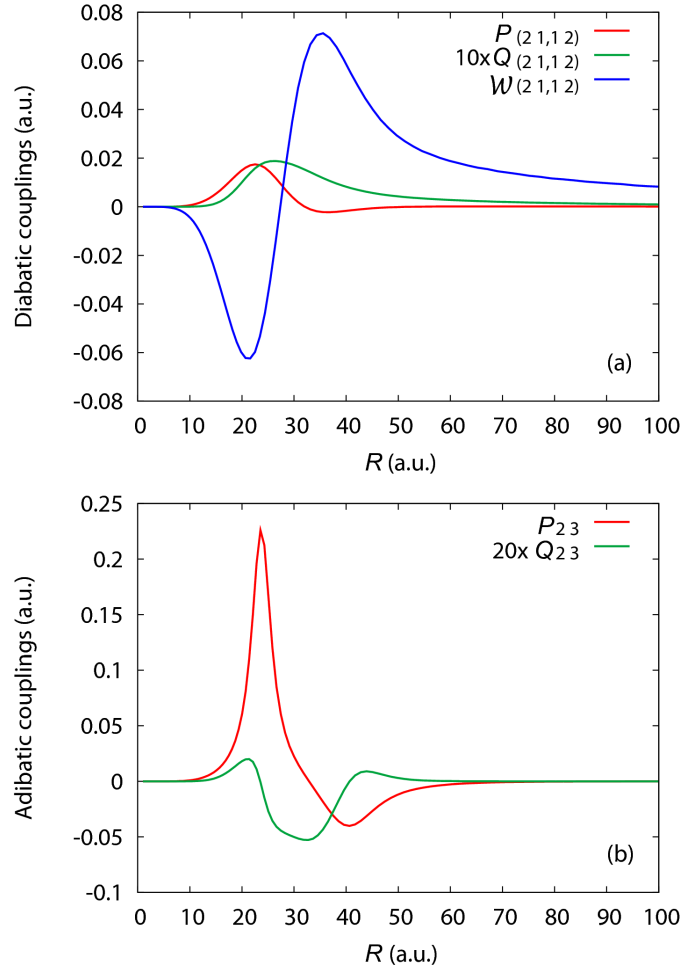 0.08
0.06
0.04
0.02
0
-0.02
-0.04
-0.06
-0.08
Diabatic couplings (a.u.)
P (2 1,1 2)
10xQ (2 1,1 2)
W (2 1,1 2)
(a)
0 10 20 30 40 50 60 70 80 90 100
R (a.u.)
0.25
0.2
0.15
0.1
0.05
0
-0.05
-0.1
Adibatic couplings (a.u.)
P 2 3
20x Q 2 3
(b)
0 10 20 30 40 50 60 70 80 90 100
R (a.u.)